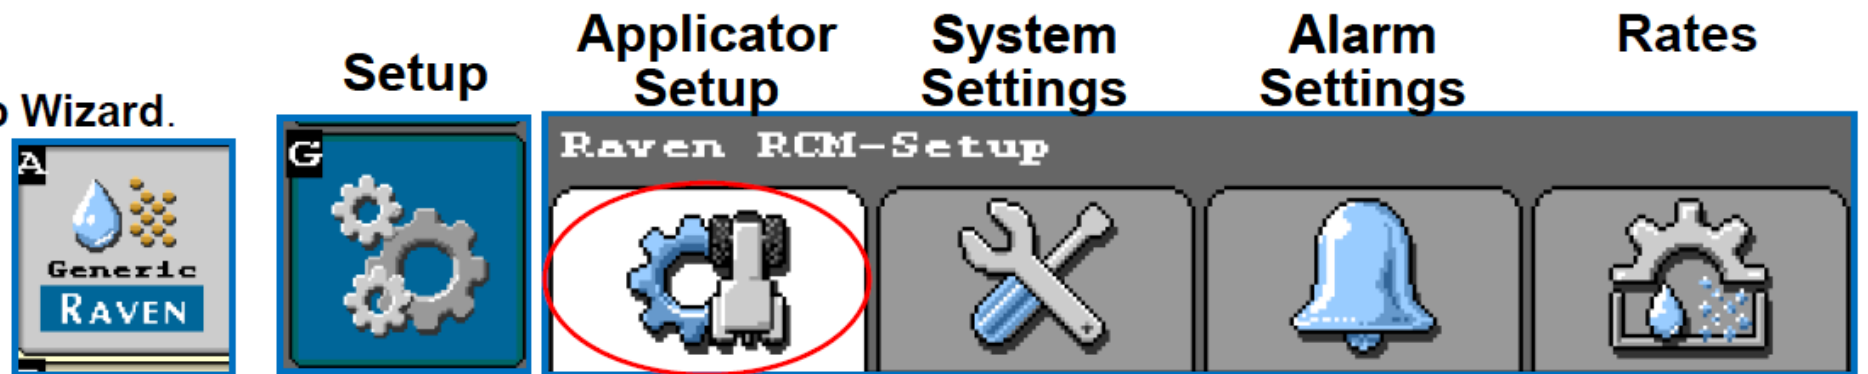 Wizard.
A
Generic
RAVEN
Setup
G
Applicator
Setup
System
Settings
Alarm
Settings
Rates
Raven RCM-Setup